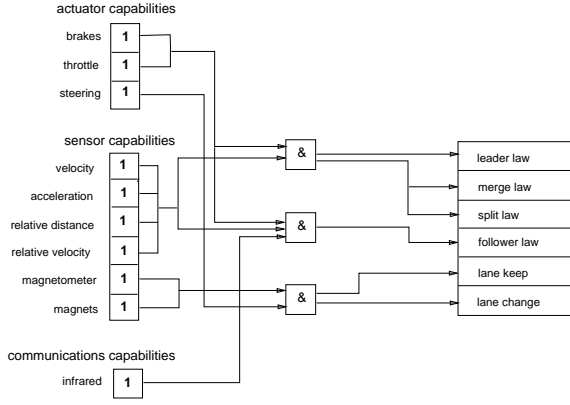 actuator capabilities
brakes 1
throttle 1
steering 1
sensor capabilities
velocity 1
acceleration 1
relative distance 1
relative velocity 1
magnetometer 1
magnets 1
communications capabilities
infrared 1
&
&
&
leader law
merge law
split law
follower law
lane keep
lane change